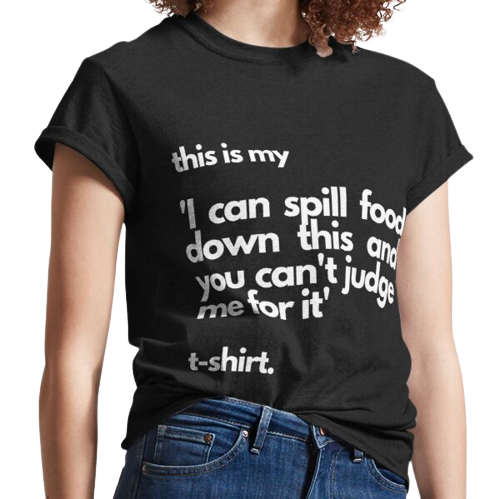 this is my
'I can spill food
down this and
you can't judge
me for it'
t-shirt.